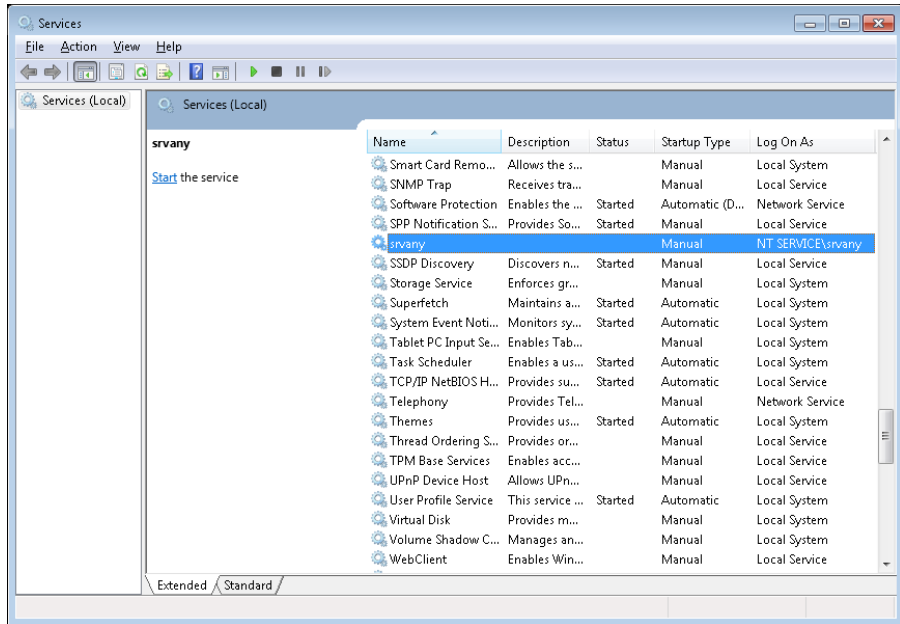 Services
File Action View Help
Services (Local)
Services (Local)
srvany
Start the service
Name Description Status Startup Type Log On As
Smart Card Remo... Allows the s... Manual Local System
SNMP Trap Receives tra... Manual Local Service
Software Protection Enables the ... Started Automatic (D... Network Service
SPP Notification S... Provides So... Started Manual Local Service
srvany Manual NT SERVICE\srvany
SSDP Discovery Discovers n... Started Manual Local Service
Storage Service Enforces gr... Manual Local System
Superfetch Maintains a... Started Automatic Local System
System Event Noti... Monitors sy... Started Automatic Local System
Tablet PC Input Se... Enables Tab... Manual Local System
Task Scheduler Enables a us... Started Automatic Local System
TCP/IP NetBIOS H... Provides su... Started Automatic Local Service
Telephony Provides Tel... Manual Network Service
Themes Provides us... Started Automatic Local System
Thread Ordering S... Provides or... Manual Local Service
TPM Base Services Enables acc... Manual Local Service
UPnP Device Host Allows UPn... Manual Local Service
User Profile Service This service ... Started Automatic Local System
Virtual Disk Provides m... Manual Local System
Volume Shadow C... Manages an... Manual Local System
WebClient Enables Win... Manual Local Service
Extended Standard